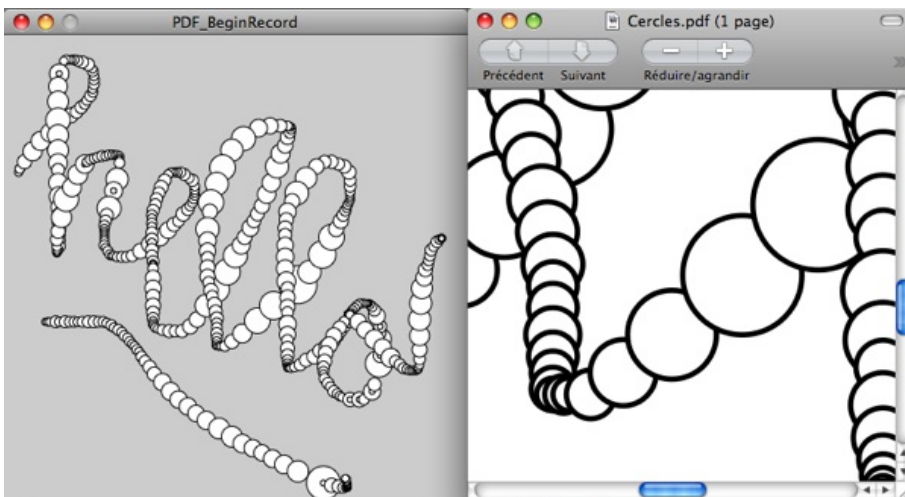 PDF_BeginRecord
Cercles.pdf (1 page)
Précédent Suivant Réduire/agrandir
hello